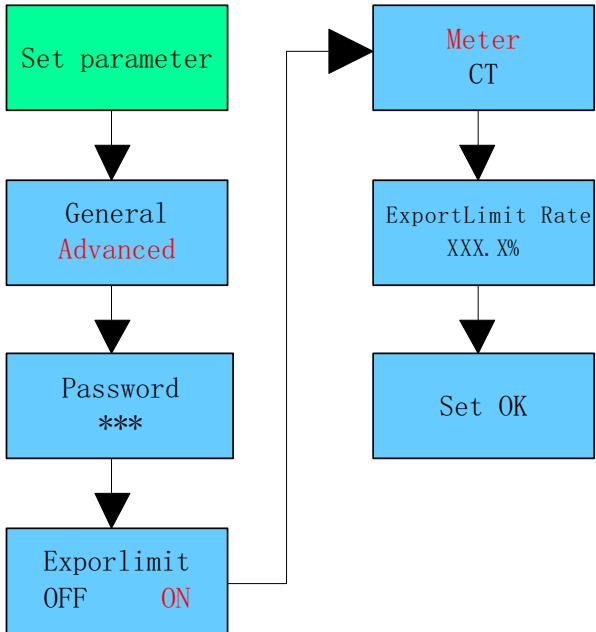 Set parameter
General
Advanced
Password
***
Exporlimit
OFF ON
Meter
CT
ExportLimit Rate
XXX.X%
Set OK